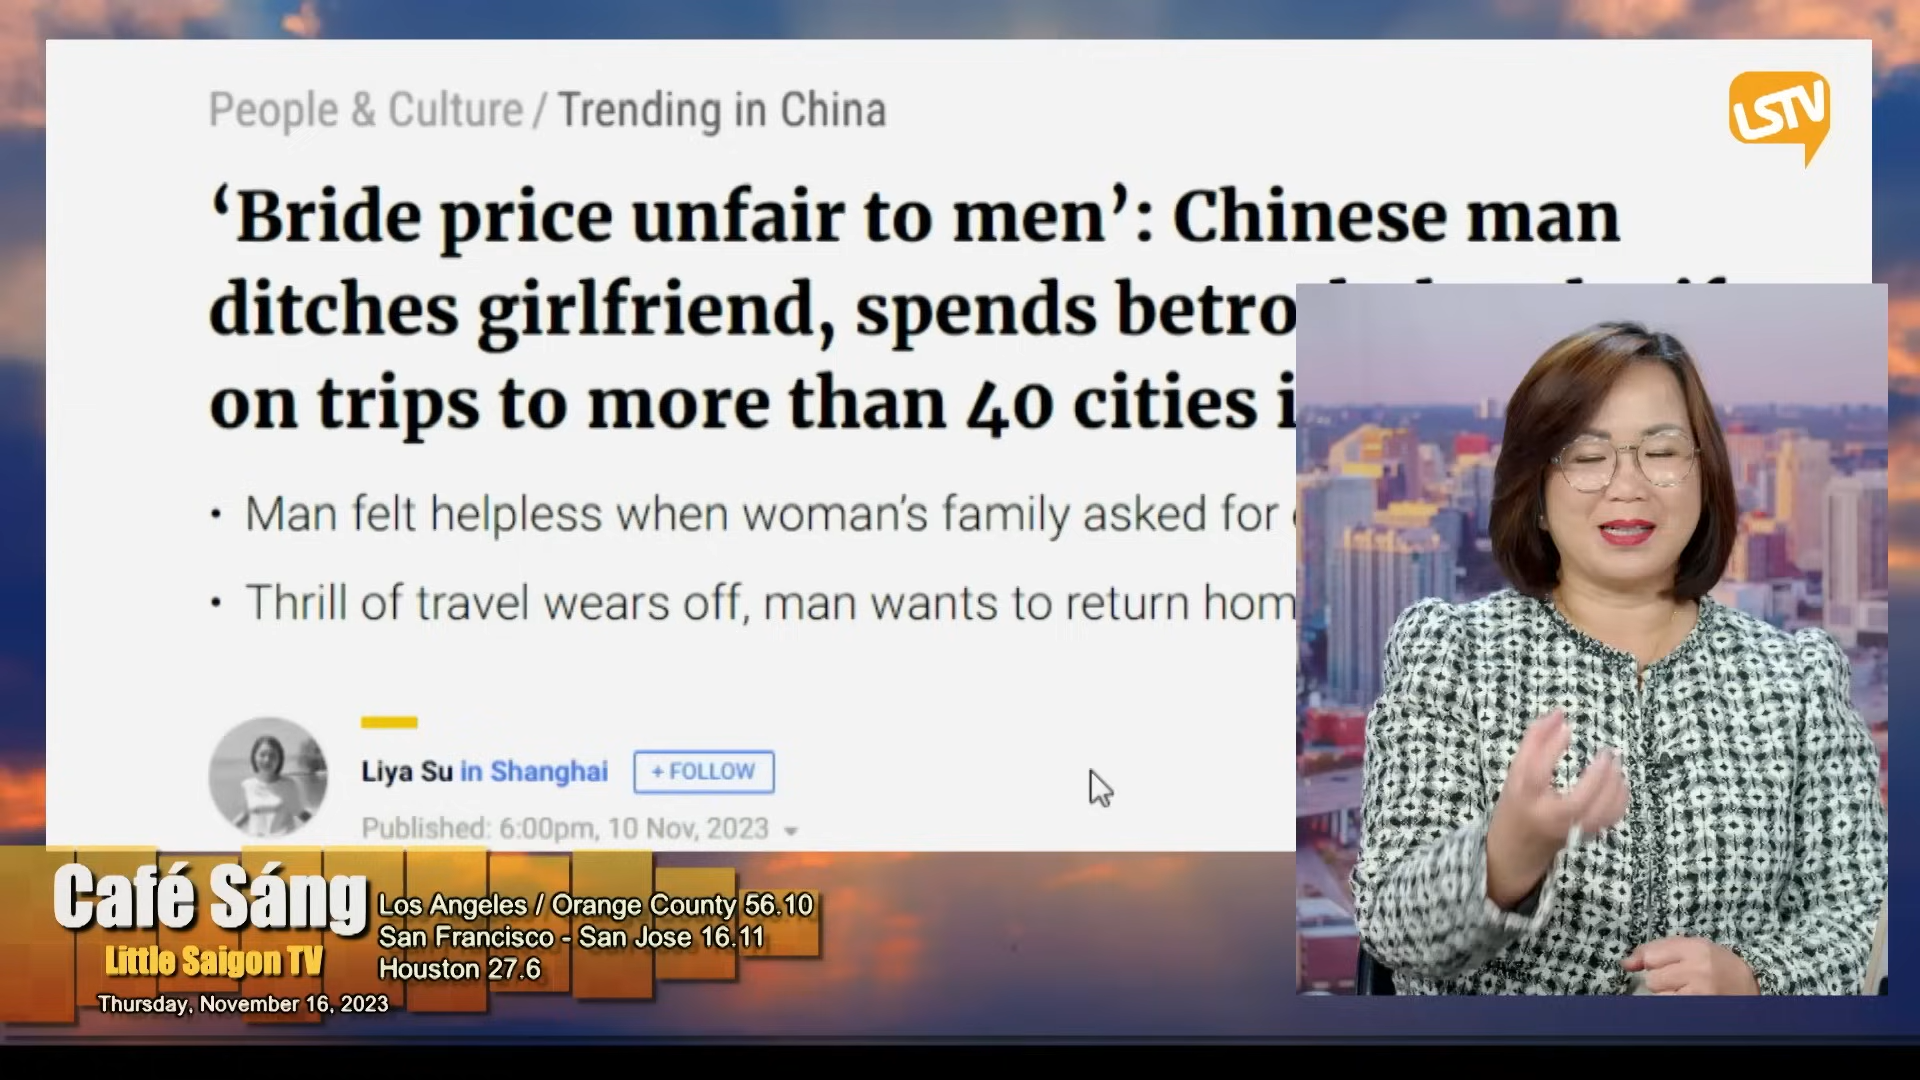 People & Culture / Trending in China
LSTV
‘Bride price unfair to men’: Chinese man
ditches girlfriend, spends
on trips to more than 40 cities
• Man felt helpless when woman’s family asked for
• Thrill of travel wears off, man wants to return
Liya Su in Shanghai
+ FOLLOW
Published: 6:00pm, 10 Nov, 2023
Café Sáng
Little Saigon TV
Thursday, November 16, 2023
Los Angeles / Orange County 56.10
San Francisco - San Jose 16.11
Houston 27.6